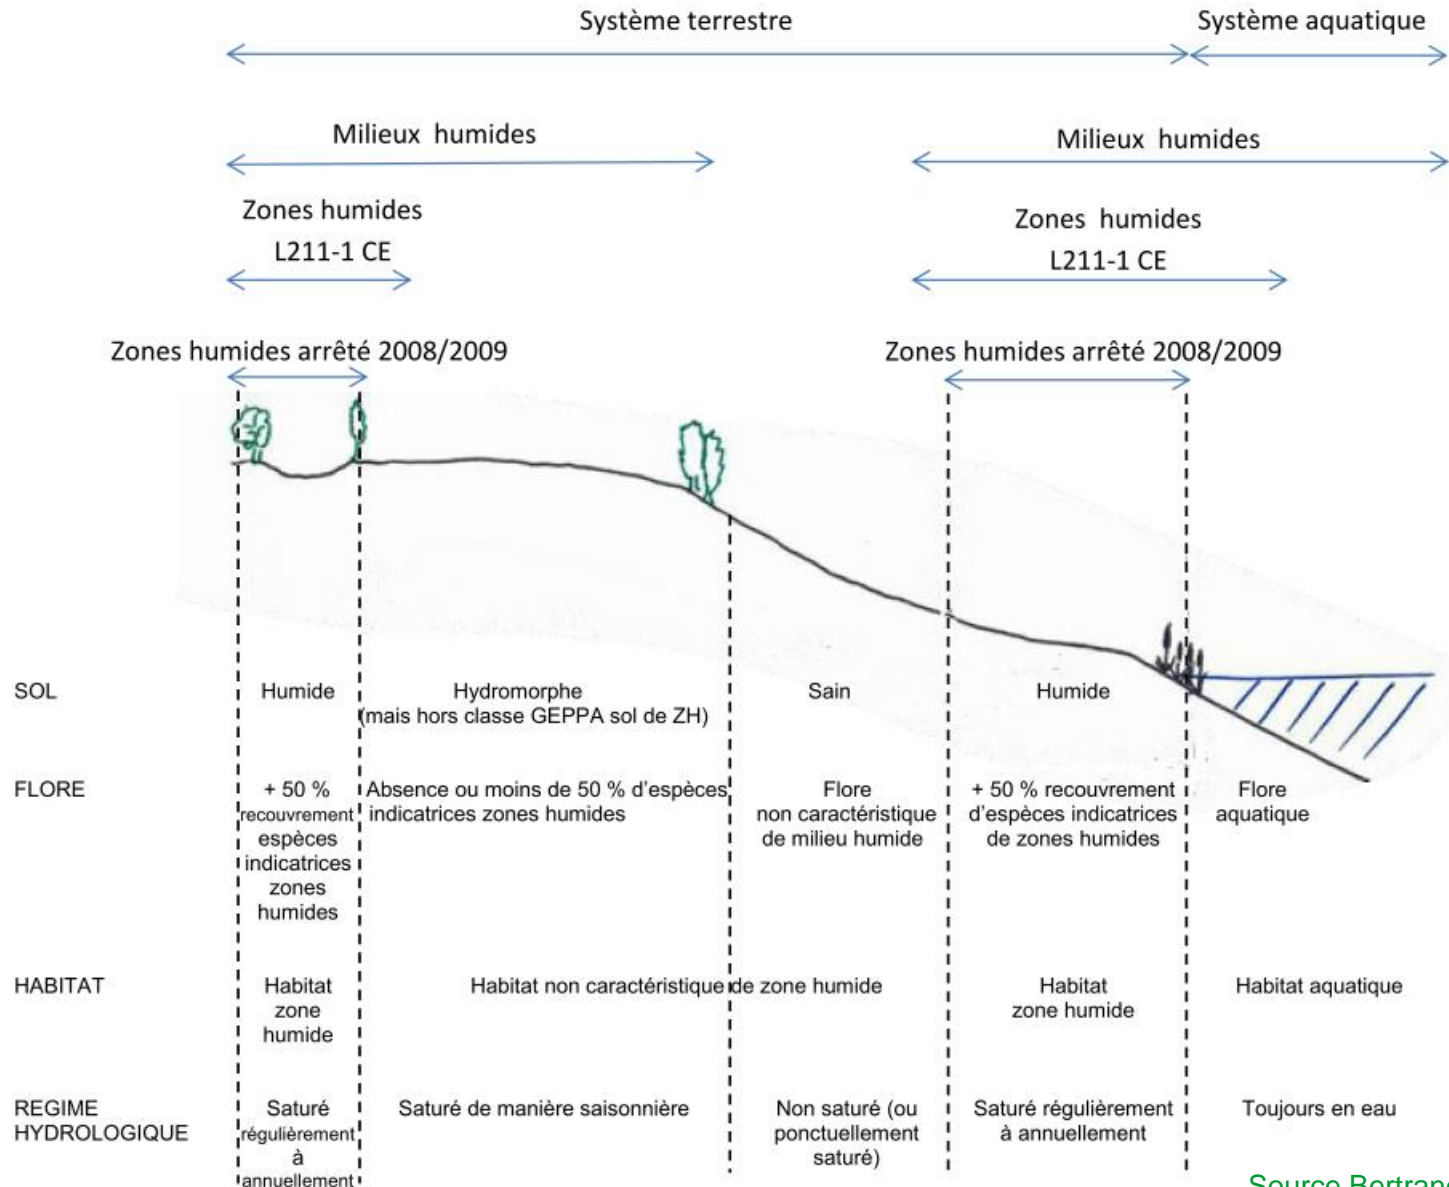 Système terrestre
Système aquatique
Milieux humides
Milieux humides
Zones humides
L211-1 CE
Zones humides
L211-1 CE
Zones humides arrêté 2008/2009
Zones humides arrêté 2008/2009
SOL
Humide
Hydromorphe
(mais hors classe GEPPA sol de ZH)
Sain
Humide
FLORE
+ 50 %
recouvrement
espèces
indicatrices
zones
humides
Absence ou moins de 50 % d'espèces
indicatrices zones humides
Flore
non caractéristique
de milieu humide
+ 50 % recouvrement
d'espèces indicatrices
de zones humides
Flore
aquatique
HABITAT
Habitat
zone
humide
Habitat non caractéristique de zone humide
Habitat
zone humide
Habitat aquatique
REGIME
HYDROLOGIQUE
Saturé
régulièrement
à
annuellement
Saturé de manière saisonnière
Non saturé (ou
ponctuellement
saturé)
Saturé régulièrement
à annuellement
Toujours en eau
Source Bertrand